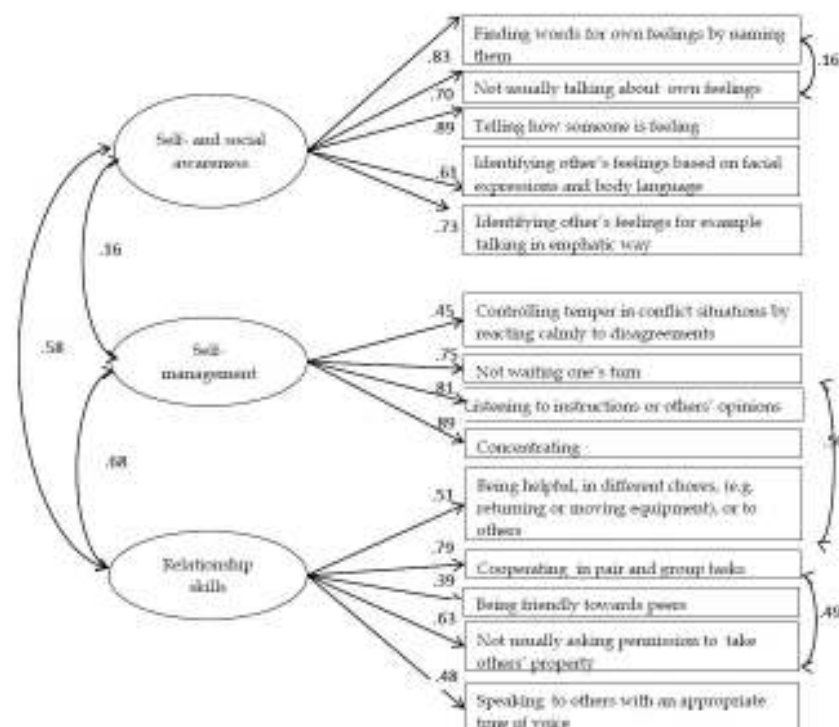 Finding words for own feelings by naming
them
.83
.16
.70
Not usually talking about own feelings
.89
Telling how someone is feeling
Self- and social
awareness
.61
Identifying other's feelings based on facial
expressions and body language
.73
Identifying other's feelings for example
talking in emphatic way
.16
.45
Controlling temper in conflict situations by
reacting calmly to disagreements
.58
Self-
management
.75
Not waiting one's turn
.81
Listening to instructions or others' opinions
.89
Concentrating
.68
.51
Being helpful, in different chores, (e.g.
returning or moving equipment), or to
others
.79
Cooperating in pair and group tasks
Relationship
skills
.39
Being friendly towards peers
.49
.63
Not usually asking permission to take
others' property
.48
Speaking to others with an appropriate
tone of voice